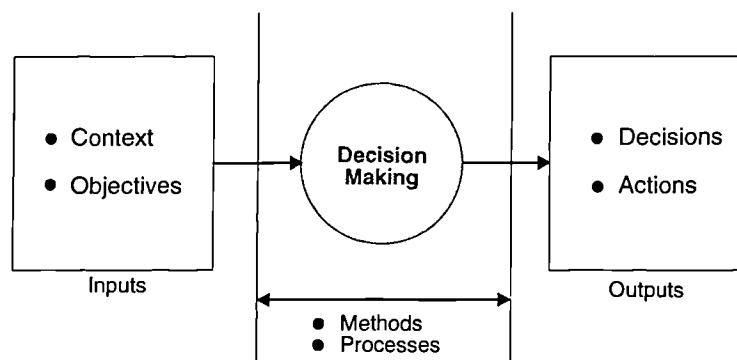 ● Context
● Objectives
Inputs
Decision
Making
● Methods
● Processes
● Decisions
● Actions
Outputs